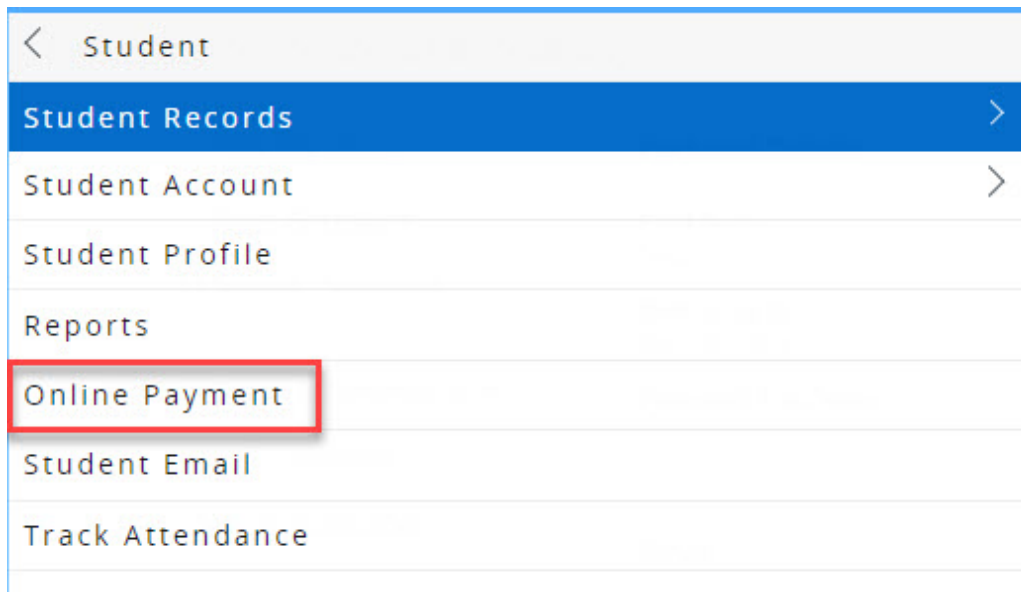 Student
Student Records
Student Account
Student Profile
Reports
Online Payment
Student Email
Track Attendance